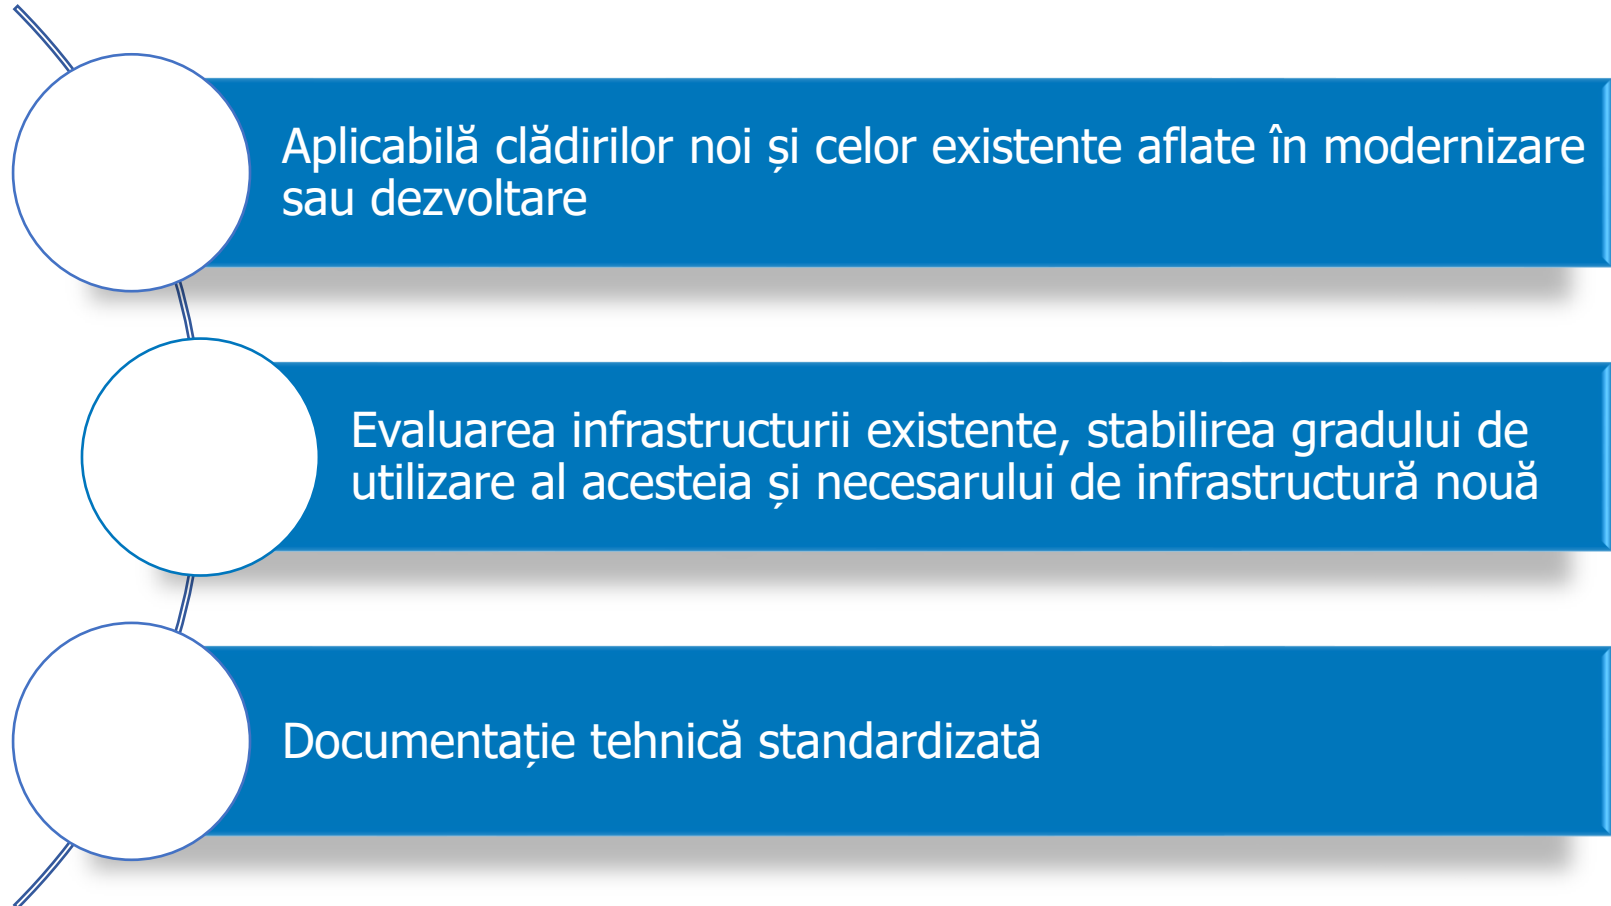 Aplicabilă clădirilor noi și celor existente aflate în modernizare
sau dezvoltare
Evaluarea infrastructurii existente, stabilirea gradului de
utilizare al acesteia și necesarului de infrastructură nouă
Documentație tehnică standardizată